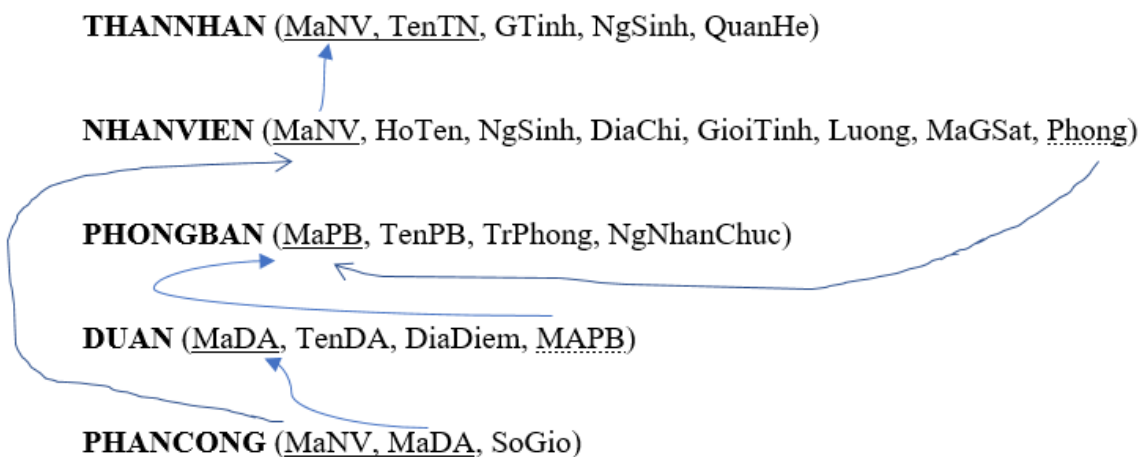 THANNHAN (MaNV, TenTN, GTinh, NgSinh, QuanHe)
NHANVIEN (MaNV, HoTen, NgSinh, DiaChi, GioiTinh, Luong, MaGSat, Phong)
PHONGBAN (MaPB, TenPB, TrPhong, NgNhanChuc)
DUAN (MaDA, TenDA, DiaDiem, MAPB)
PHANCONG (MaNV, MaDA, SoGio)